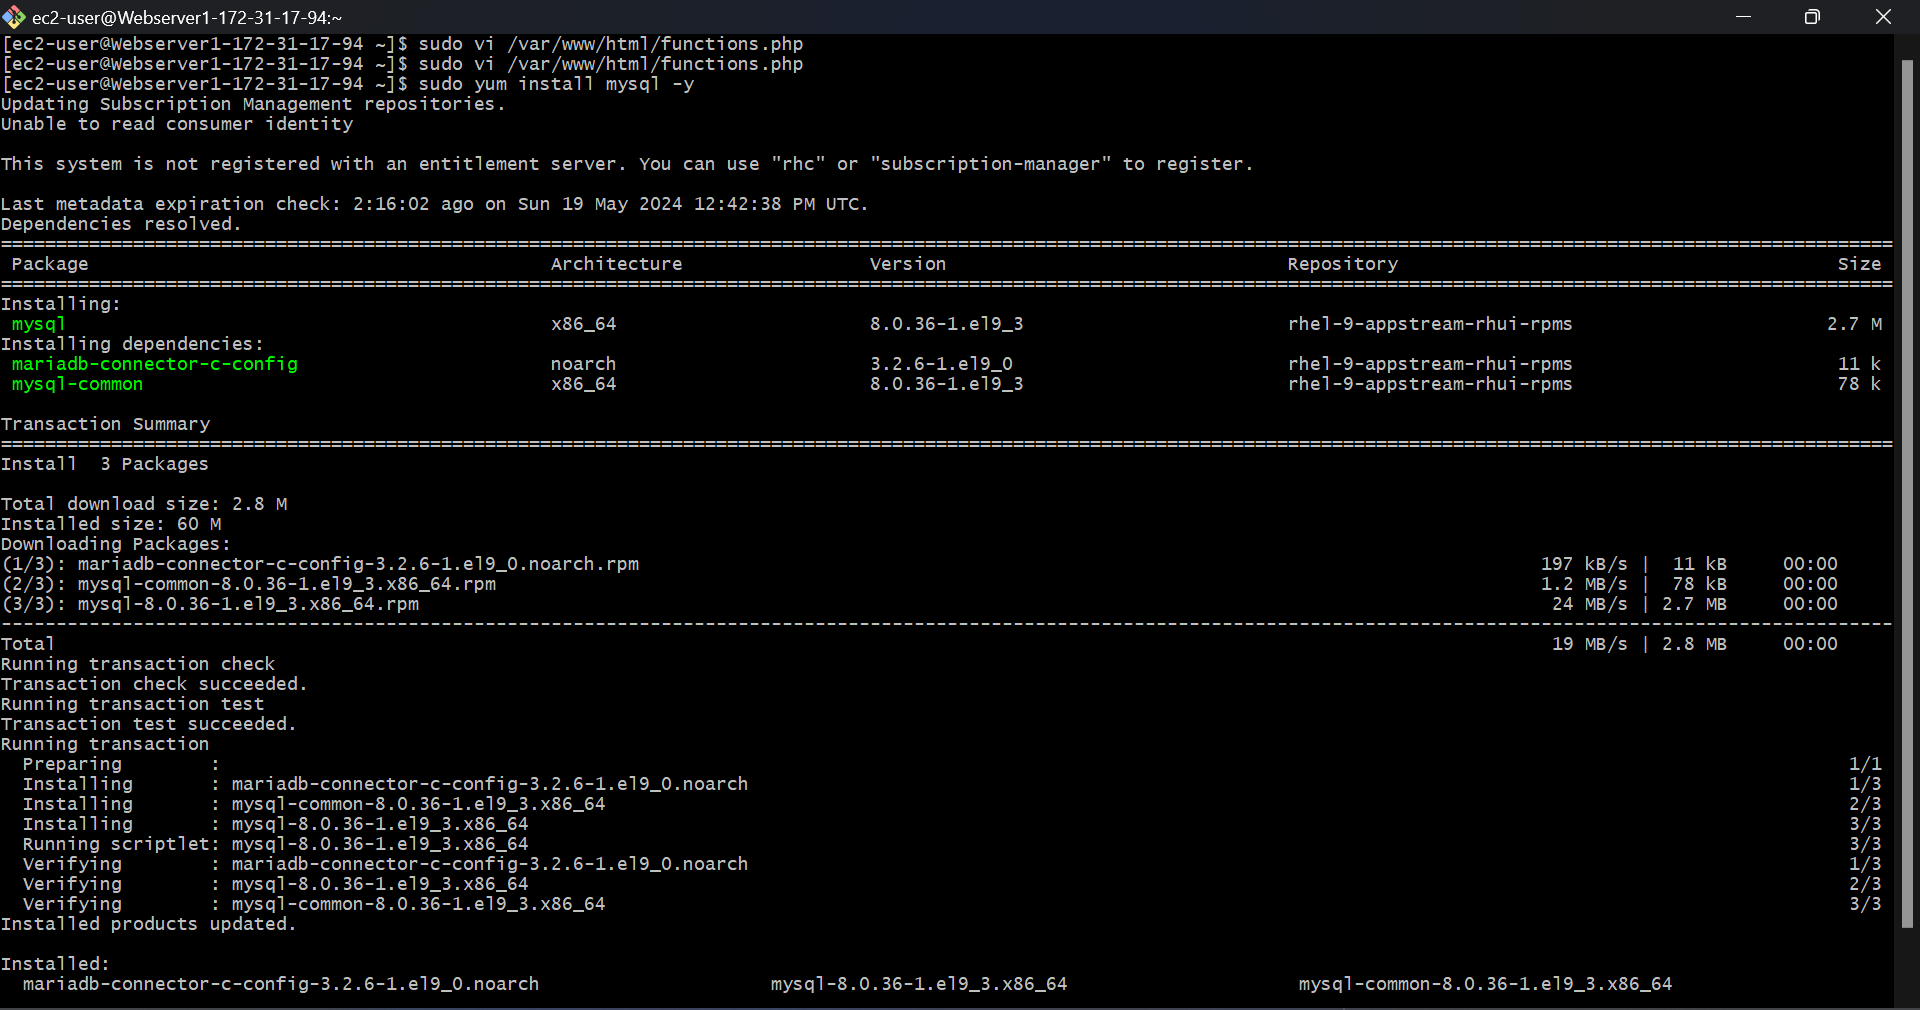 ec2-user@Webserver1-172-31-17-94:~
[ec2-user@Webserver1-172-31-17-94 ~]$ sudo vi /var/www/html/functions.php
[ec2-user@Webserver1-172-31-17-94 ~]$ sudo vi /var/www/html/functions.php
[ec2-user@Webserver1-172-31-17-94 ~]$ sudo yum install mysql -y
Updating Subscription Management repositories.
Unable to read consumer identity
This system is not registered with an entitlement server. You can use "rhc" or "subscription-manager" to register.
Last metadata expiration check: 2:16:02 ago on Sun 19 May 2024 12:42:38 PM UTC.
Dependencies resolved.
Package Architecture Version Repository Size
Installing:
mysql x86_64 8.0.36-1.el9_3 rhel-9-appstream-rhui-rpms 2.7 M
Installing dependencies:
mariadb-connector-c-config noarch 3.2.6-1.el9_0 rhel-9-appstream-rhui-rpms 11 k
mysql-common x86_64 8.0.36-1.el9_3 rhel-9-appstream-rhui-rpms 78 k
Transaction Summary
Install 3 Packages
Total download size: 2.8 M
Installed size: 60 M
Downloading Packages:
(1/3): mariadb-connector-c-config-3.2.6-1.el9_0.noarch.rpm 197 kB/s | 11 kB 00:00
(2/3): mysql-common-8.0.36-1.el9_3.x86_64.rpm 1.2 MB/s | 78 kB 00:00
(3/3): mysql-8.0.36-1.el9_3.x86_64.rpm 24 MB/s | 2.7 MB 00:00
Total 19 MB/s | 2.8 MB 00:00
Running transaction check
Transaction check succeeded.
Running transaction test
Transaction test succeeded.
Running transaction
Preparing : 1/1
Installing : mariadb-connector-c-config-3.2.6-1.el9_0.noarch 1/3
Installing : mysql-common-8.0.36-1.el9_3.x86_64 2/3
Installing : mysql-8.0.36-1.el9_3.x86_64 3/3
Running scriptlet: mysql-8.0.36-1.el9_3.x86_64 3/3
Verifying : mariadb-connector-c-config-3.2.6-1.el9_0.noarch 1/3
Verifying : mysql-8.0.36-1.el9_3.x86_64 2/3
Verifying : mysql-common-8.0.36-1.el9_3.x86_64 3/3
Installed products updated.
Installed:
mariadb-connector-c-config-3.2.6-1.el9_0.noarch mysql-8.0.36-1.el9_3.x86_64 mysql-common-8.0.36-1.el9_3.x86_64